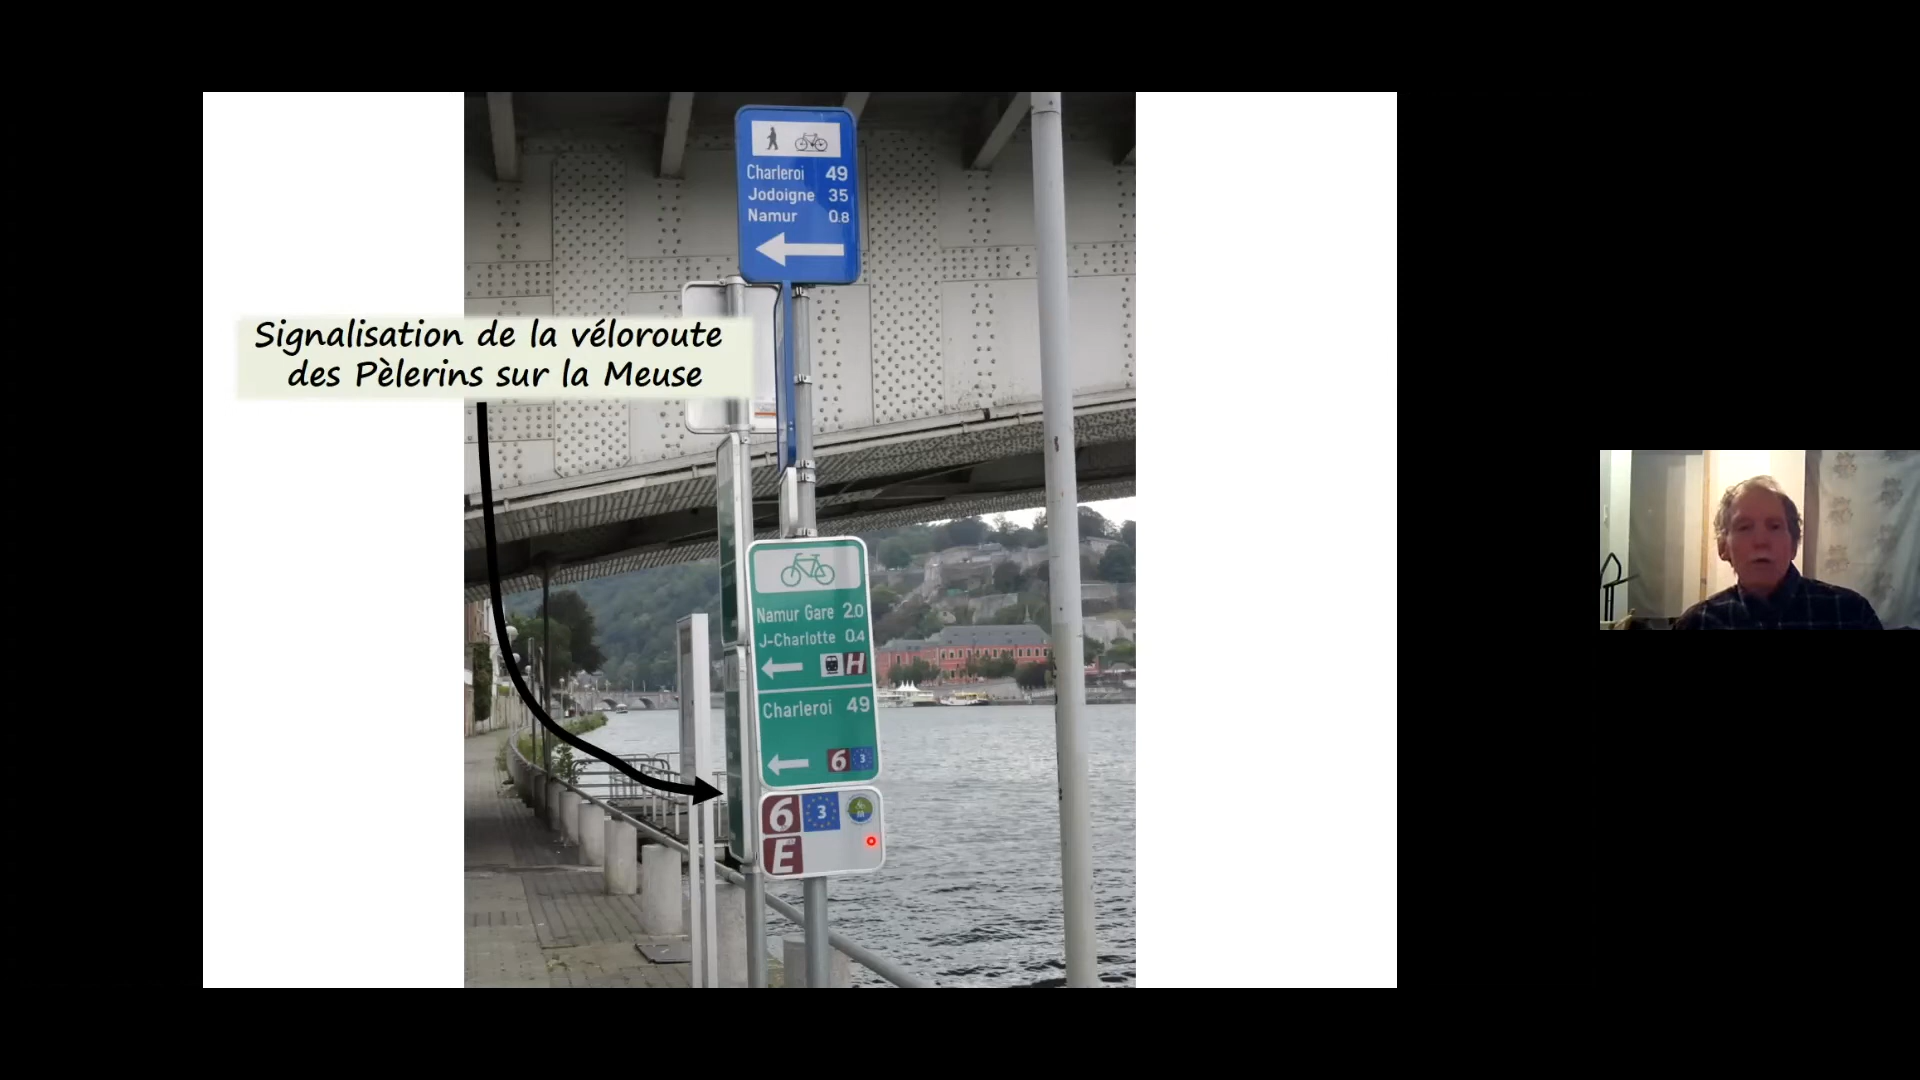 Charleroi 49
Jodoigne 35
Namur 0.8
Signalisation de la véloroute
des Pèlerins sur la Meuse
Namur Gare 2.0
J-Charlotte 0.4
H
Charleroi 49
6 3
6 3
E